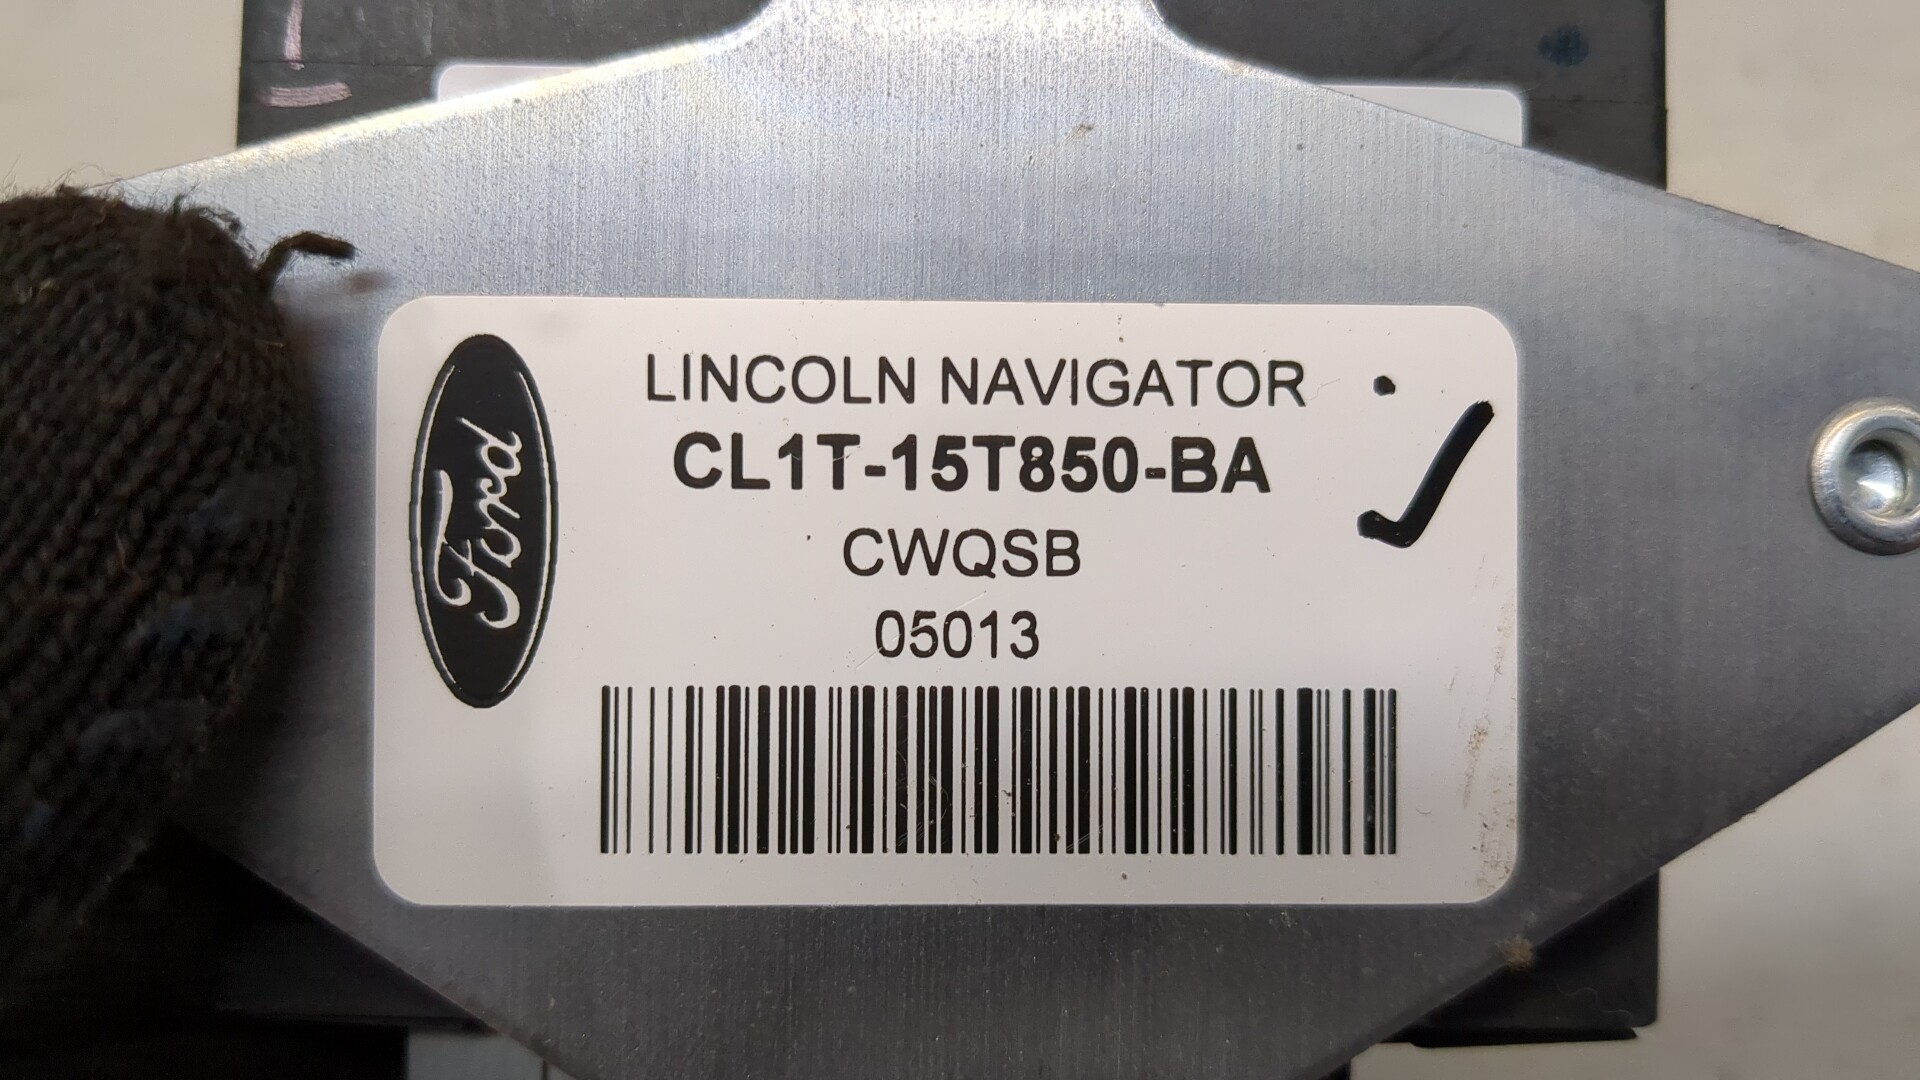 Ford
LINCOLN NAVIGATOR
CL1T-15T850-BA
CWQSB
05013